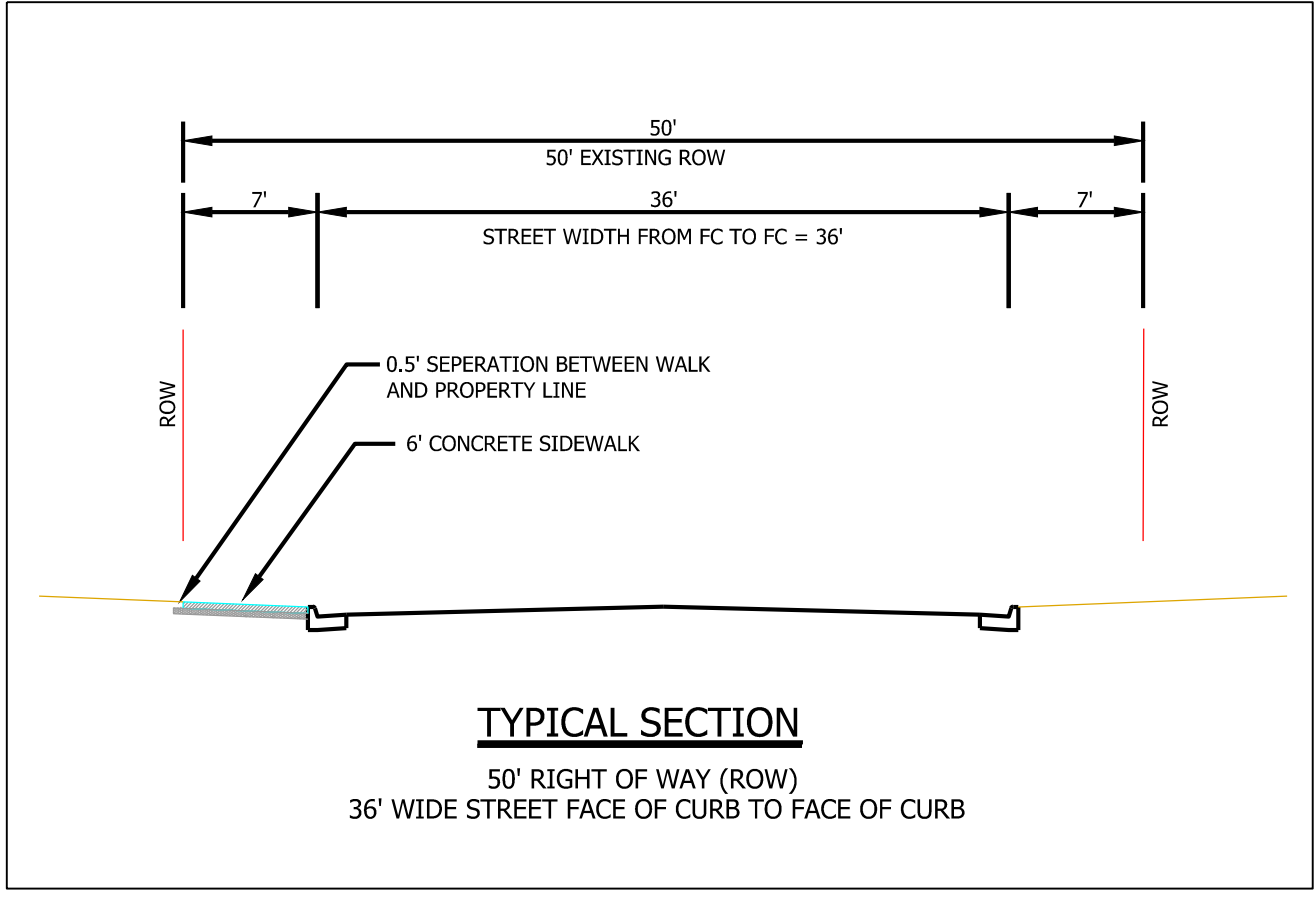 50'
50' EXISTING ROW
7'
36'
7'
STREET WIDTH FROM FC TO FC = 36'
0.5' SEPERATION BETWEEN WALK
AND PROPERTY LINE
ROW
ROW
6' CONCRETE SIDEWALK
TYPICAL SECTION
50' RIGHT OF WAY (ROW)
36' WIDE STREET FACE OF CURB TO FACE OF CURB